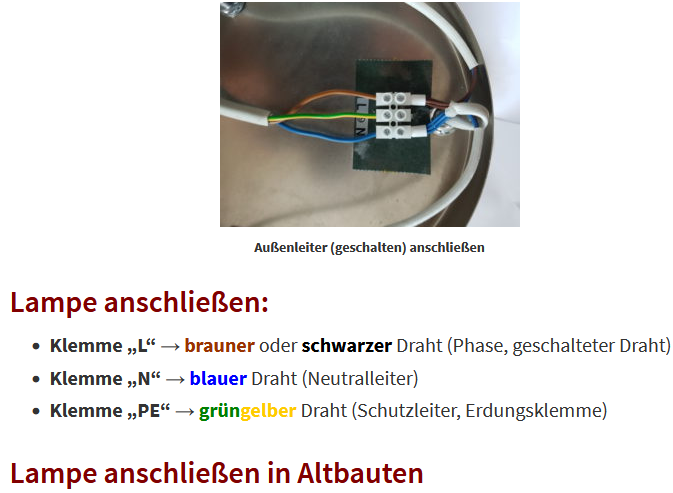 L
N
Außenleiter (geschalten) anschließen
Lampe anschließen:
Klemme „L“ → brauner oder schwarzer Draht (Phase, geschalteter Draht)
Klemme „N“ → blauer Draht (Neutralleiter)
Klemme „PE“ → grüngelber Draht (Schutzleiter, Erdungsklemme)
Lampe anschließen in Altbauten